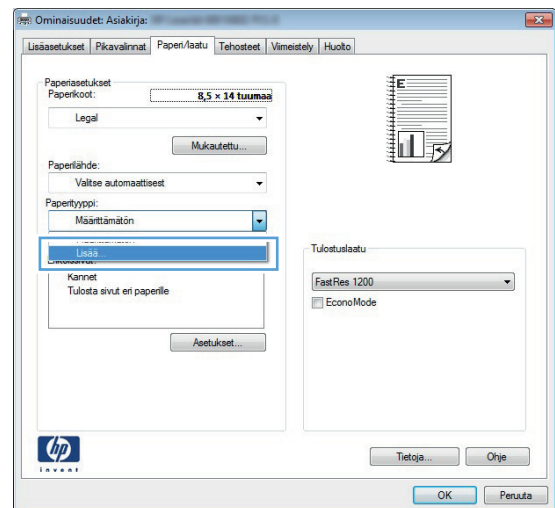 Ominaisuudet: Asiakirja:
Lisäasetukset Pikavalinnat Paperi/laatu Tehosteet Viimeistely Huolto
Paperiasetukset
Paperikoot: 8,5 × 14 tuumaa
Legal
Mukautettu...
Paperilähde:
Valitse automaattisest
Paperityyppi:
Määrittämätön
Lisää...
Kannet
Tulosta sivut eri paperille
Asetukset...
E
Tulostuslaatu
FastRes 1200
EconoMode
hp
invent
Tietoja... Ohje
OK Peruuta